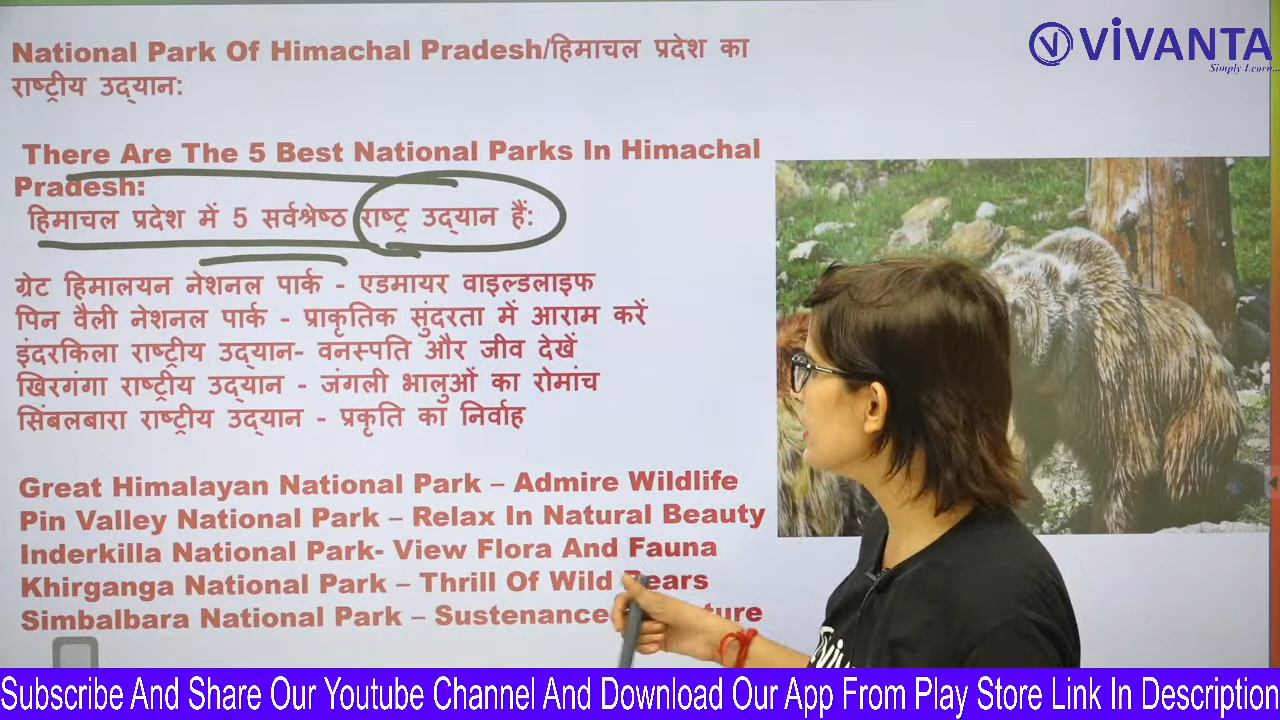 National Park Of Himachal Pradesh/हिमाचल प्रदेश का
राष्ट्रीय उद्यान:
VIVANTA
Simply Learn...
There Are The 5 Best National Parks In Himachal
Pradesh:
हिमाचल प्रदेश में 5 सर्वश्रेष्ठ राष्ट्र उद्यान हैं:
ग्रेट हिमालयन नेशनल पार्क - एडमायर वाइल्डलाइफ
पिन वैली नेशनल पार्क - प्राकृतिक सुंदरता में आराम करें
इंदरकिला राष्ट्रीय उद्यान- वनस्पति और जीव देखें
खिरगंगा राष्ट्रीय उद्यान - जंगली भालुओं का रोमांच
सिंबलबारा राष्ट्रीय उद्यान - प्रकृति का निर्वाह
Great Himalayan National Park – Admire Wildlife
Pin Valley National Park – Relax In Natural Beauty
Inderkilla National Park- View Flora And Fauna
Khirganga National Park – Thrill Of Wild Bears
Simbalbara National Park – Sustenance
Subscribe And Share Our Youtube Channel And Download Our App From Play Store Link In Description